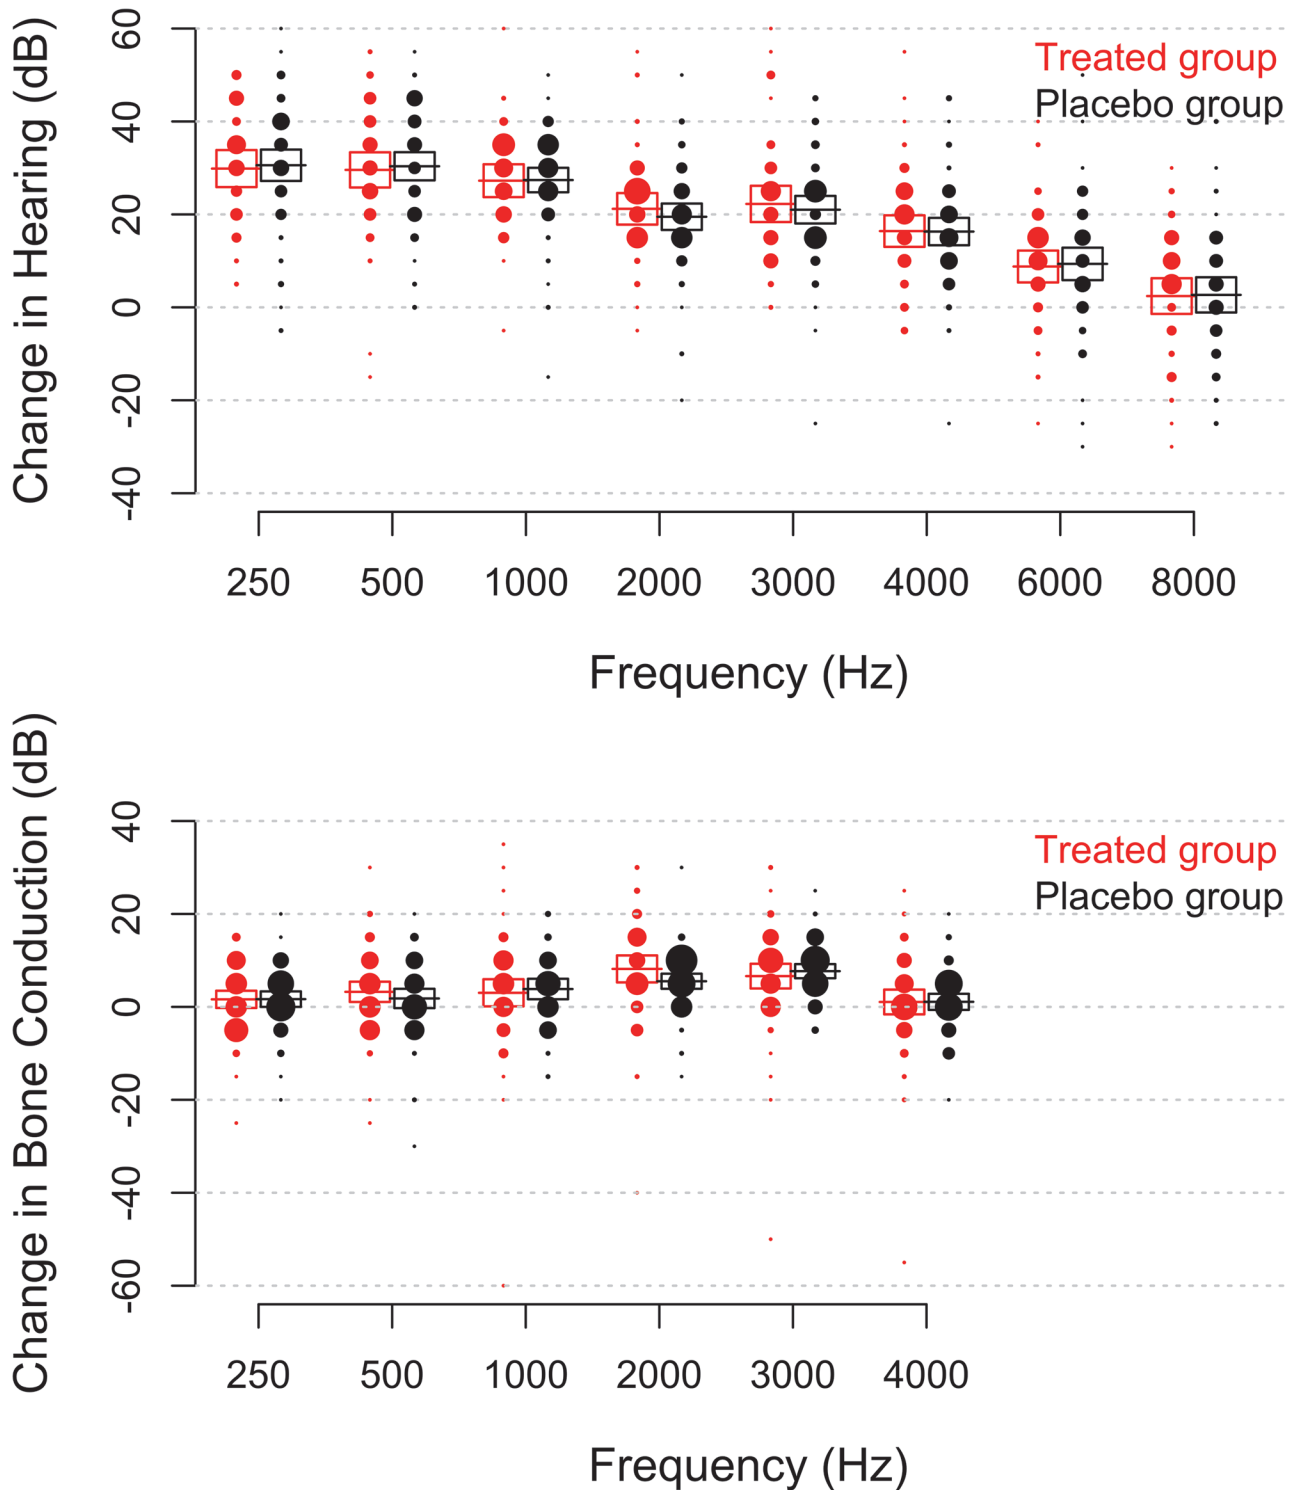 Change in Hearing (dB)
60
40
20
0
-20
-40
Treated group
Placebo group
250 500 1000 2000 3000 4000 6000 8000
Frequency (Hz)
Change in Bone Conduction (dB)
40
20
0
-20
-40
-60
Treated group
Placebo group
250 500 1000 2000 3000 4000
Frequency (Hz)